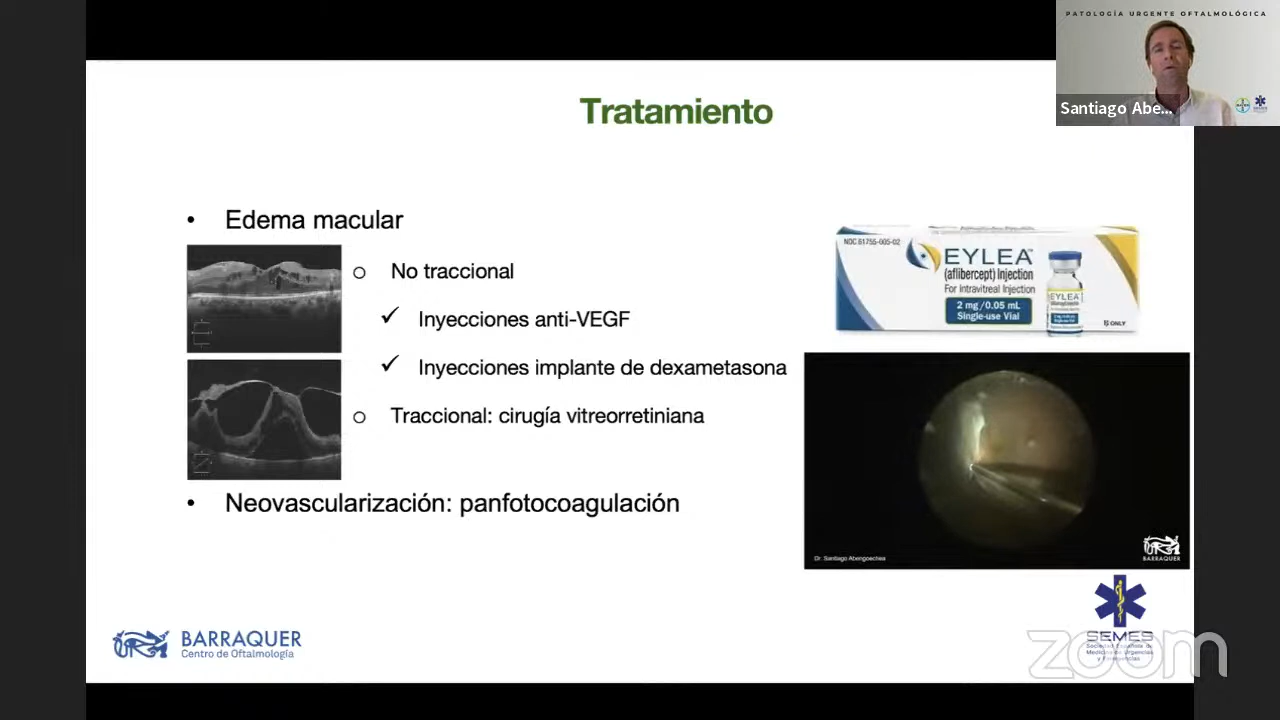 PATOLOGÍA URGENTE OFTALMOLÓGICA
Santiago Abe...
Tratamiento
• Edema macular
o No traccional
✓ Inyecciones anti-VEGF
✓ Inyecciones implante de dexametasona
o Traccional: cirugía vitreorretiniana
• Neovascularización: panfotocoagulación
NDC 61755-005-02
EYLEA™
(aflibercept) Injection
For Intravitreal Injection
2 mg/0.05 mL
Single-use Vial
EYLEA
℞ ONLY
Dr. Santiago Abengoechea
BARRAQUER
BARRAQUER
Centro de Oftalmología
SEMES
Sociedad Española de
Medicina de Urgencias
y Emergencias
zoom